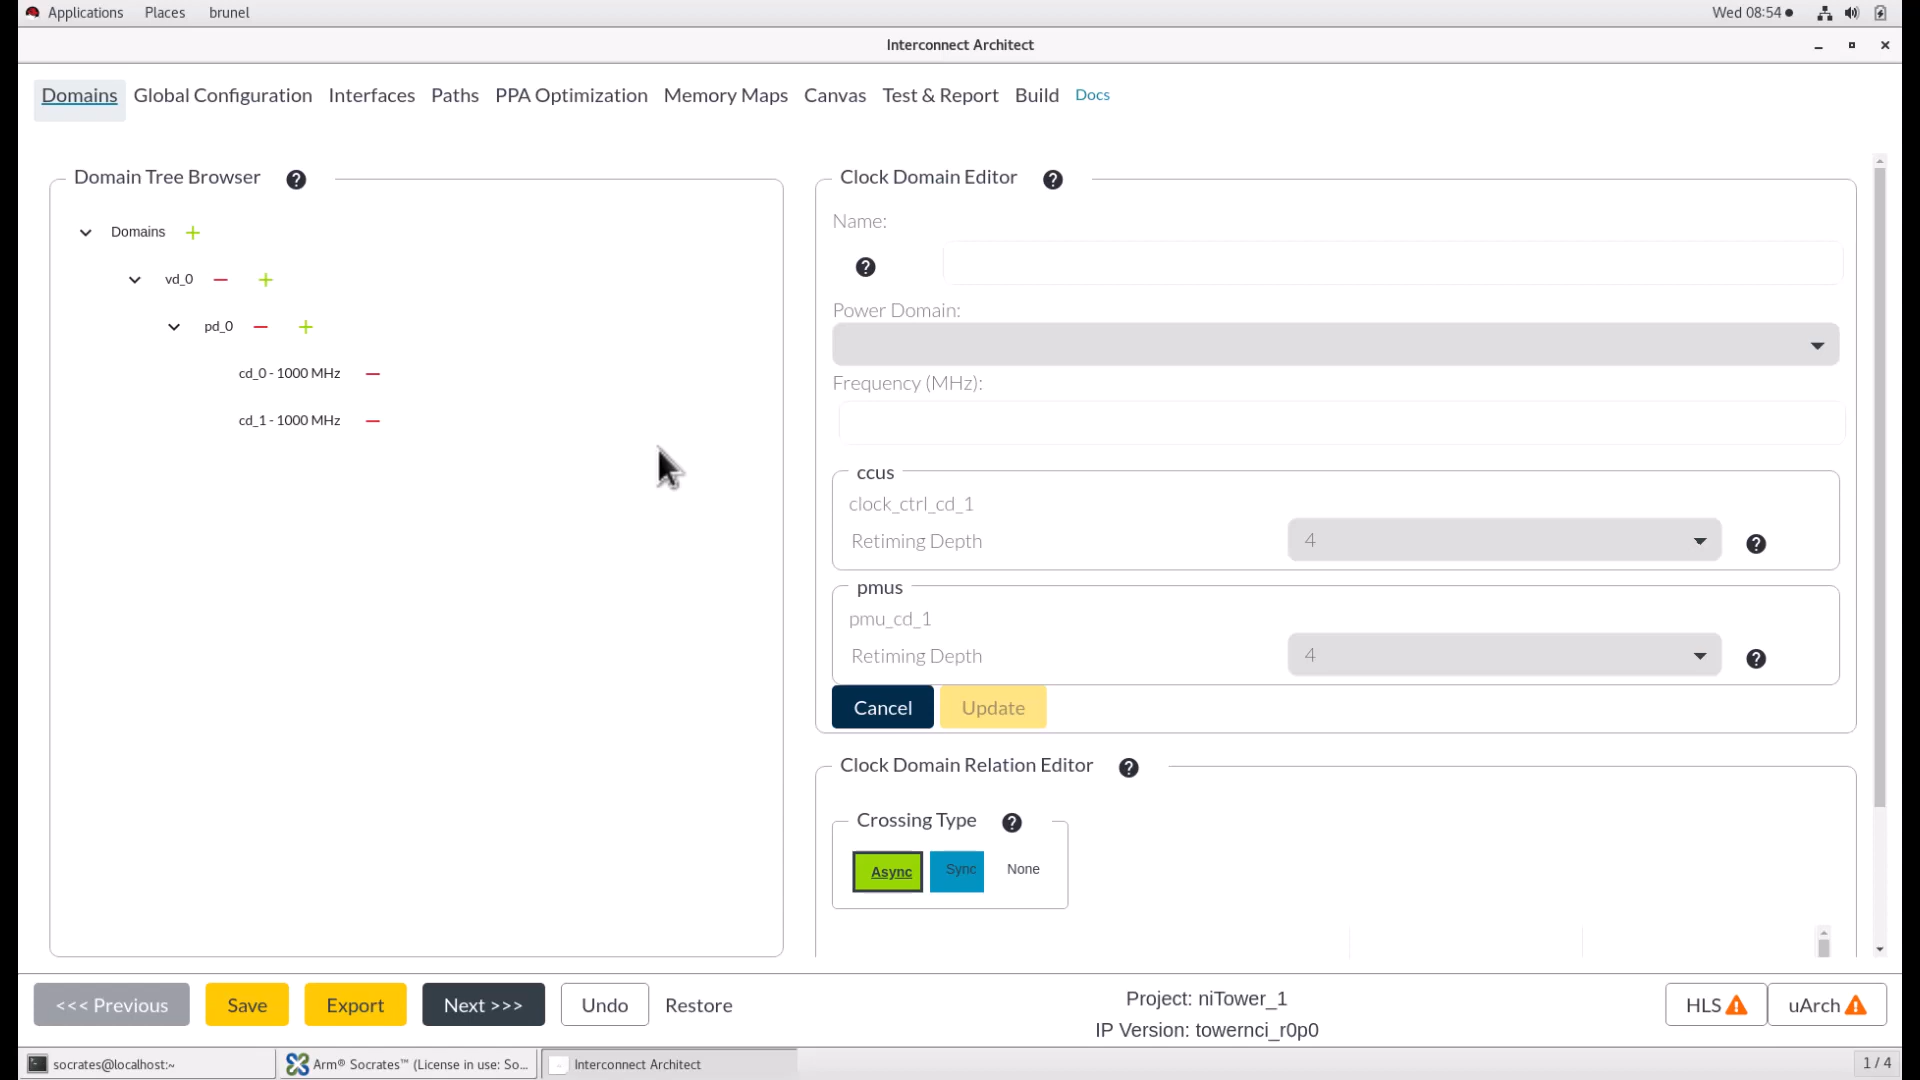 Applications Places brunel Wed 08:54
Interconnect Architect
Domains Global Configuration Interfaces Paths PPA Optimization Memory Maps Canvas Test & Report Build Docs
Domain Tree Browser
Domains
vd_0
pd_0
cd_0 - 1000 MHz
cd_1 - 1000 MHz
Clock Domain Editor
Name:
Power Domain:
Frequency (MHz):
ccus
clock_ctrl_cd_1
Retiming Depth 4
pmus
pmu_cd_1
Retiming Depth 4
Cancel Update
Clock Domain Relation Editor
Crossing Type
Async Sync None
<<< Previous Save Export Next >>> Undo Restore
Project: niTower_1
IP Version: towernci_r0p0
HLS uArch
socrates@localhost:~ Arm® Socrates™ (License in use: So... Interconnect Architect 1 / 4